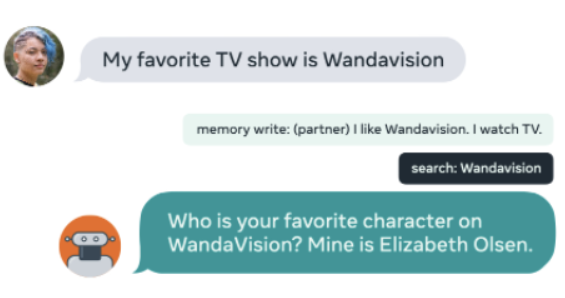 My favorite TV show is Wandavision
memory write: (partner) I like Wandavision. I watch TV.
search: Wandavision
Who is your favorite character on
WandaVision? Mine is Elizabeth Olsen.